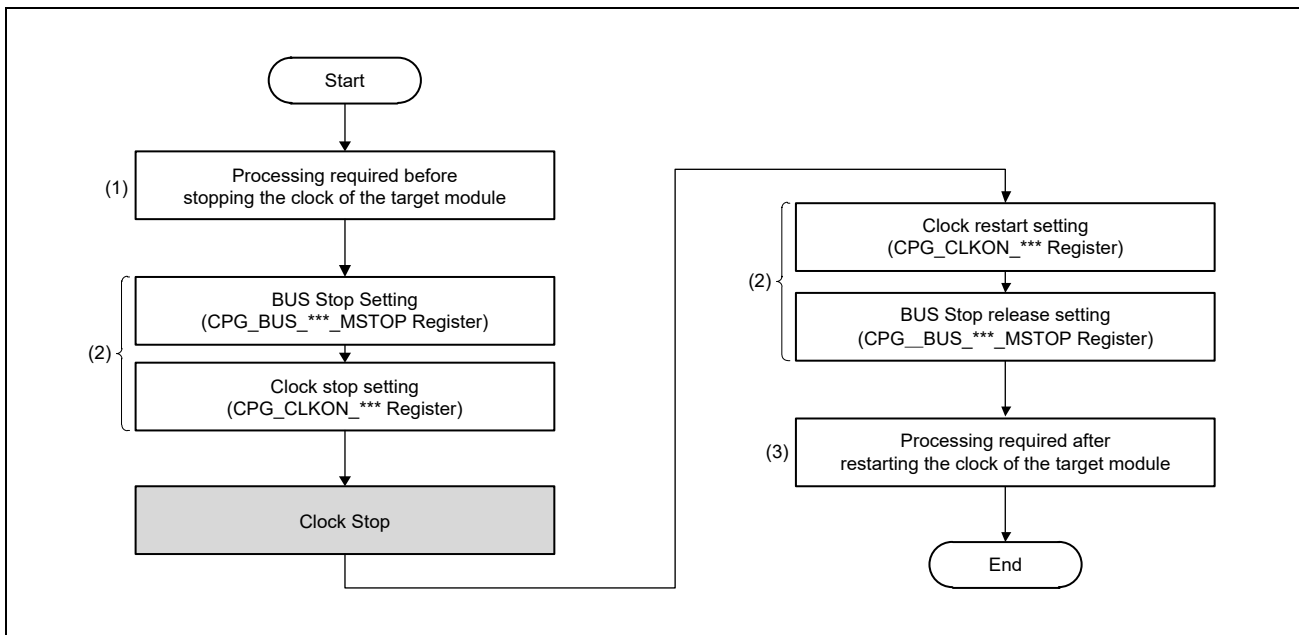 Start
(1)
Processing required before
stopping the clock of the target module
(2)
BUS Stop Setting
(CPG_BUS_***_MSTOP Register)
Clock stop setting
(CPG_CLKON_*** Register)
Clock Stop
(2)
Clock restart setting
(CPG_CLKON_*** Register)
BUS Stop release setting
(CPG__BUS_***_MSTOP Register)
(3)
Processing required after
restarting the clock of the target module
End